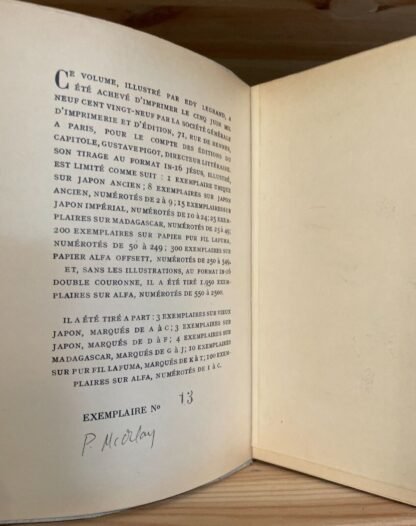 CE VOLUME, ILLUSTRÉ PAR EDY LEGRAND, A
ÉTÉ ACHEVÉ D'IMPRIMER LE CINQ JUIN MIL
NEUF CENT VINGT-NEUF PAR LA SOCIÉTÉ GÉNÉRALE
D'IMPRIMERIE ET D'ÉDITION, 71, RUE DE RENNES,
A PARIS, POUR LE COMPTE DES ÉDITIONS DU
CAPITOLE, GUSTAVE PIGOT, DIRECTEUR LITTÉRAIRE.
SON TIRAGE AU FORMAT IN-16 JÉSUS, ILLUSTRÉ,
EST LIMITÉ COMME SUIT : 1 EXEMPLAIRE UNIQUE
SUR JAPON ANCIEN ; 8 EXEMPLAIRES SUR JAPON
ANCIEN, NUMÉROTÉS DE 2 A 9 ; 15 EXEMPLAIRES SUR
JAPON IMPÉRIAL, NUMÉROTÉS DE 10 A 24 ; 25 EXEM-
PLAIRES SUR MADAGASCAR, NUMÉROTÉS DE 25 A 49 ;
200 EXEMPLAIRES SUR PAPIER PUR FIL LAFUMA,
NUMÉROTÉS DE 50 A 249 ; 300 EXEMPLAIRES SUR
PAPIER ALFA OFFSETT, NUMÉROTÉS DE 250 A 549,
ET, SANS LES ILLUSTRATIONS, AU FORMAT IN-16
DOUBLE COURONNE, IL A ÉTÉ TIRÉ 1.950 EXEM-
PLAIRES SUR ALFA, NUMÉROTÉS DE 550 A 2500.
IL A ÉTÉ TIRÉ A PART : 3 EXEMPLAIRES SUR VIEUX
JAPON, MARQUÉS DE A à C ; 3 EXEMPLAIRES SUR
JAPON, MARQUÉS DE D à F ; 4 EXEMPLAIRES SUR
MADAGASCAR, MARQUÉS DE G à J ; 10 EXEMPLAIRES
SUR PUR FIL LAFUMA, MARQUÉS DE K à T ; 100 EXEM-
PLAIRES SUR ALFA, NUMÉROTÉS DE I à C.
EXEMPLAIRE No 13
P. Mc Orlan